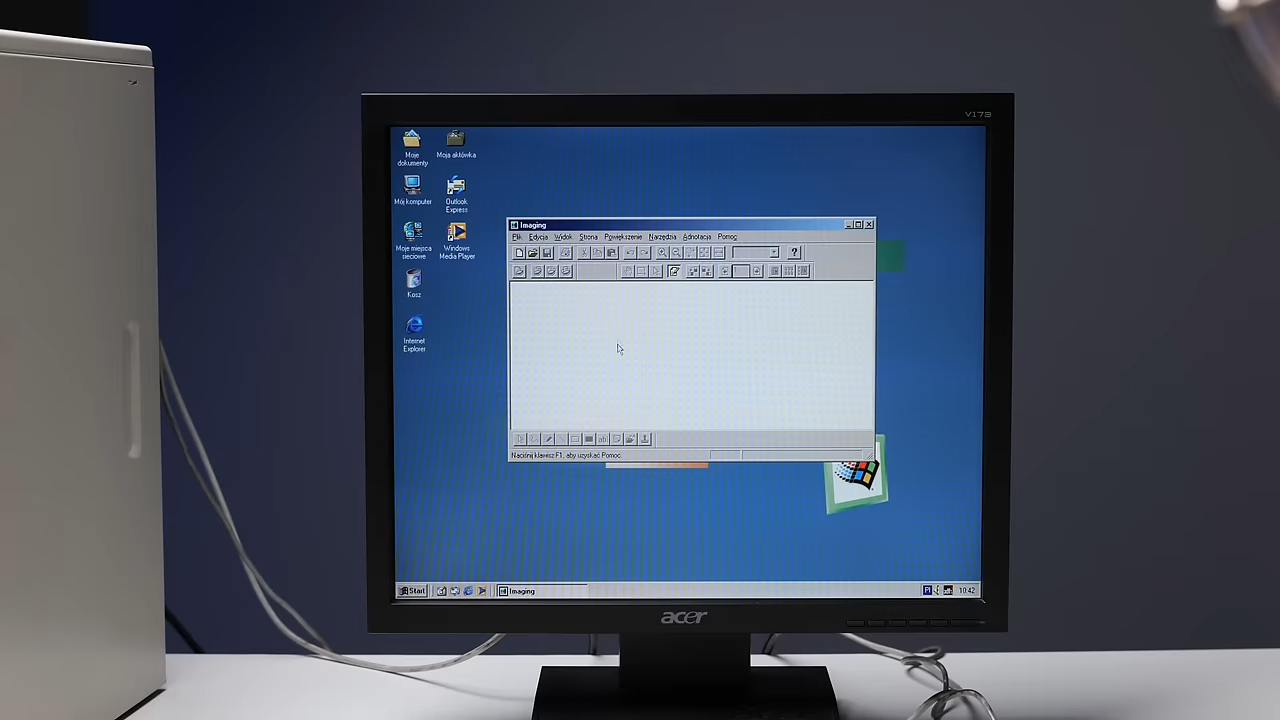 V173
Moje
dokumenty
Moja aktówka
Mój komputer
Outlook
Express
Moje miejsca
sieciowe
Windows
Media Player
Kosz
Internet
Explorer
Imaging
Plik Edycja Widok Strona Powiększenie Narzędzia Adnotacja Pomoc
?
ab
Naciśnij klawisz F1, aby uzyskać Pomoc.
Start
Imaging
Pl
10:42
acer